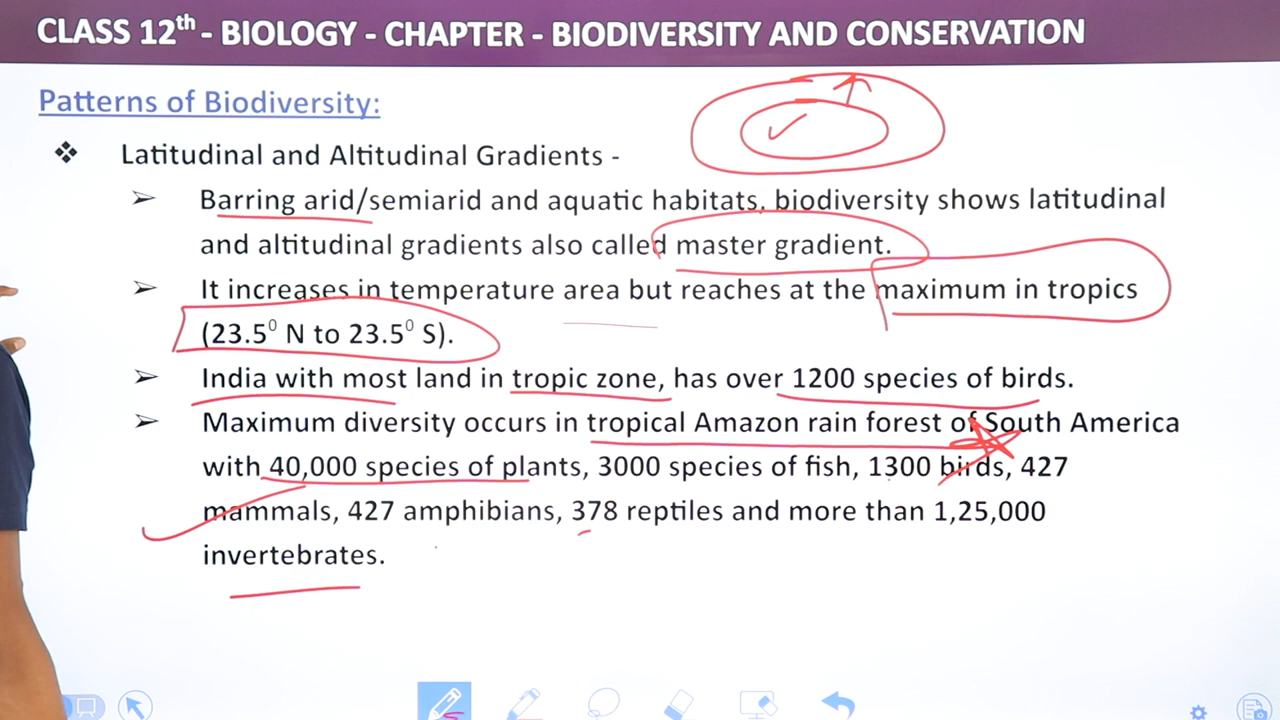 CLASS 12th - BIOLOGY - CHAPTER - BIODIVERSITY AND CONSERVATION
Patterns of Biodiversity:
❖ Latitudinal and Altitudinal Gradients -
➢ Barring arid/semiarid and aquatic habitats, biodiversity shows latitudinal
and altitudinal gradients also called master gradient.
➢ It increases in temperature area but reaches at the maximum in tropics
(23.5⁰ N to 23.5⁰ S).
➢ India with most land in tropic zone, has over 1200 species of birds.
➢ Maximum diversity occurs in tropical Amazon rain forest of South America
with 40,000 species of plants, 3000 species of fish, 1300 birds, 427
mammals, 427 amphibians, 378 reptiles and more than 1,25,000
invertebrates.